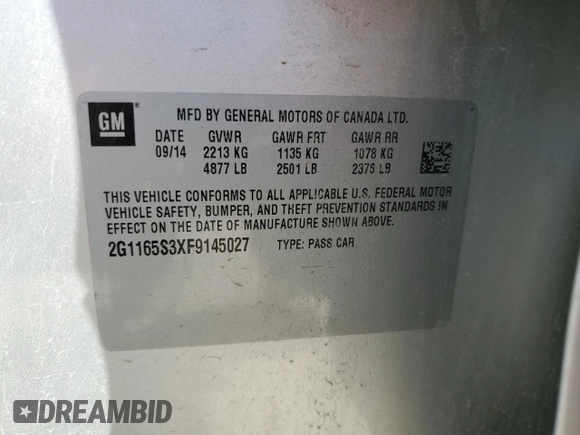 GM
MFD BY GENERAL MOTORS OF CANADA LTD.
DATE GVWR GAWR FRT GAWR RR
09/14 2213 KG 1135 KG 1078 KG
4877 LB 2501 LB 2376 LB
THIS VEHICLE CONFORMS TO ALL APPLICABLE U.S. FEDERAL MOTOR
VEHICLE SAFETY, BUMPER, AND THEFT PREVENTION STANDARDS IN
EFFECT ON THE DATE OF MANUFACTURE SHOWN ABOVE.
2G1165S3XF9145027 TYPE: PASS CAR
DREAMBID